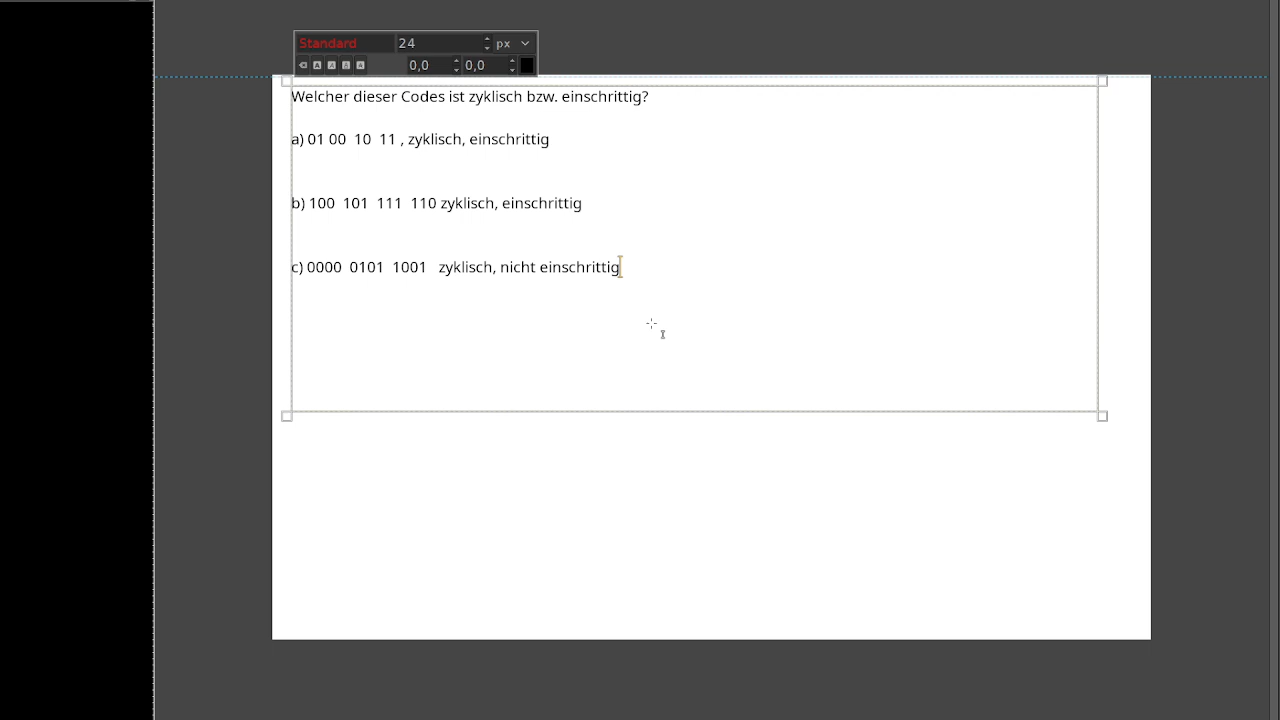 Standard 24 px
0,0 0,0
Welcher dieser Codes ist zyklisch bzw. einschrittig?
a) 01 00  10  11 , zyklisch, einschrittig
b) 100  101  111  110 zyklisch, einschrittig
c) 0000  0101  1001   zyklisch, nicht einschrittig